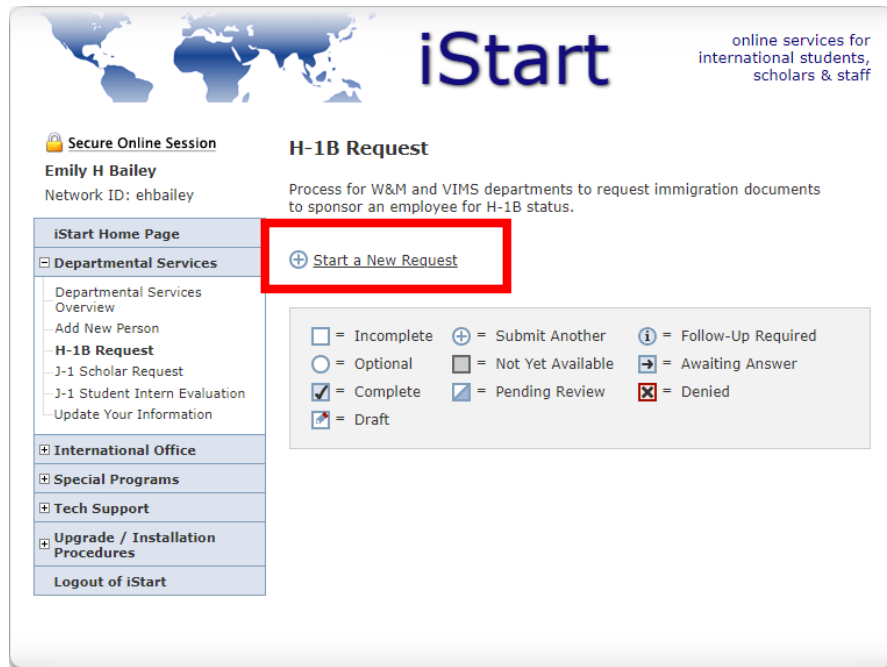 iStart
online services for
international students,
scholars & staff
Secure Online Session
Emily H Bailey
Network ID: ehbailey
iStart Home Page
Departmental Services
Departmental Services
Overview
Add New Person
H-1B Request
J-1 Scholar Request
J-1 Student Intern Evaluation
Update Your Information
International Office
Special Programs
Tech Support
Upgrade / Installation
Procedures
Logout of iStart
H-1B Request
Process for W&M and VIMS departments to request immigration documents
to sponsor an employee for H-1B status.
Start a New Request
= Incomplete = Submit Another = Follow-Up Required
= Optional = Not Yet Available = Awaiting Answer
= Complete = Pending Review = Denied
= Draft